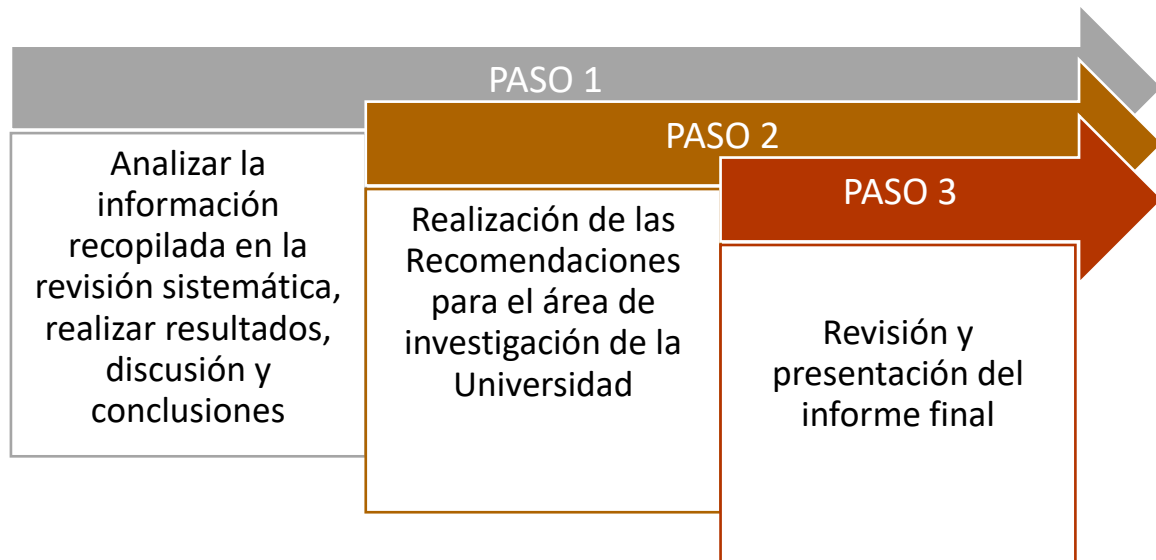 PASO 1
Analizar la
información
recopilada en la
revisión sistemática,
realizar resultados,
discusión y
conclusiones
PASO 2
Realización de las
Recomendaciones
para el área de
investigación de la
Universidad
PASO 3
Revisión y
presentación del
informe final